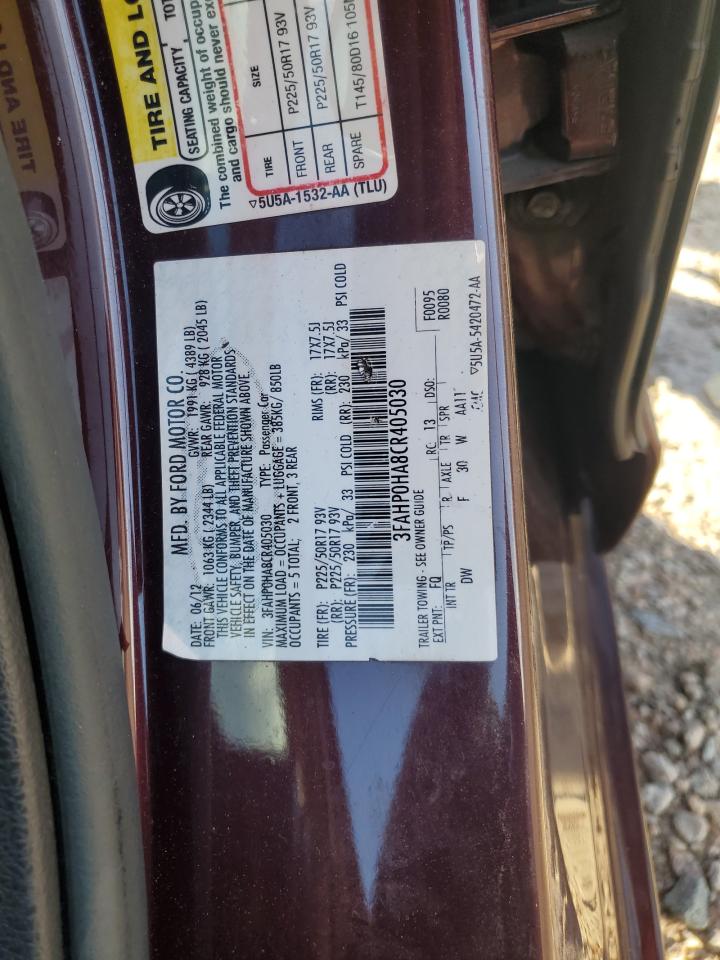 TIRE AND LO
SEATING CAPACITY TOT
The combined weight of occup
and cargo should never exc
TIRE SIZE
FRONT P225/50R17 93V
REAR P225/50R17 93V
SPARE T145/80D16 105M
▽5U5A-1532-AA (TLU)
MFD. BY FORD MOTOR CO.
DATE: 06/12 GVWR: 1991 KG ( 4389 LB)
FRONT GAWR: 1063 KG ( 2344 LB) REAR GAWR: 928 KG ( 2045 LB)
THIS VEHICLE CONFORMS TO ALL APPLICABLE FEDERAL MOTOR
VEHICLE SAFETY, BUMPER, AND THEFT PREVENTION STANDARDS
IN EFFECT ON THE DATE OF MANUFACTURE SHOWN ABOVE.
VIN: 3FAHP0HA8CR405030 TYPE: Passenger Car
MAXIMUM LOAD = OCCUPANTS + LUGGAGE = 385KG/ 850LB
OCCUPANTS = 5 TOTAL; 2 FRONT, 3 REAR
TIRE (FR): P225/50R17 93V RIMS (FR): 17X7.5J
(RR): P225/50R17 93V (RR): 17X7.5J
PRESSURE (FR): 230 kPa/ 33 PSI COLD (RR): 230 kPa/ 33 PSI COLD
3FAHP0HA8CR405030
F0095
R0080
TRAILER TOWING - SEE OWNER GUIDE
EXT PNT: FQ RC: 13 DSO:
INT TR TP/PS R AXLE TR SPR
DW F 30 W AA11
▽5U5A-5420472-AA
TIRE AND LO